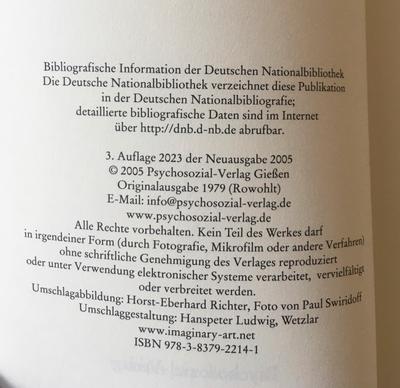 Bibliografische Information der Deutschen Nationalbibliothek
Die Deutsche Nationalbibliothek verzeichnet diese Publikation
in der Deutschen Nationalbibliografie;
detaillierte bibliografische Daten sind im Internet
über http://dnb.d-nb.de abrufbar.
3. Auflage 2023 der Neuausgabe 2005
© 2005 Psychosozial-Verlag Gießen
Originalausgabe 1979 (Rowohlt)
E-Mail: info@psychosozial-verlag.de
www.psychosozial-verlag.de
Alle Rechte vorbehalten. Kein Teil des Werkes darf
in irgendeiner Form (durch Fotografie, Mikrofilm oder andere Verfahren)
ohne schriftliche Genehmigung des Verlages reproduziert
oder unter Verwendung elektronischer Systeme verarbeitet, vervielfältigt
oder verbreitet werden.
Umschlagabbildung: Horst-Eberhard Richter, Foto von Paul Swiridoff
Umschlaggestaltung: Hanspeter Ludwig, Wetzlar
www.imaginary-art.net
ISBN 978-3-8379-2214-1